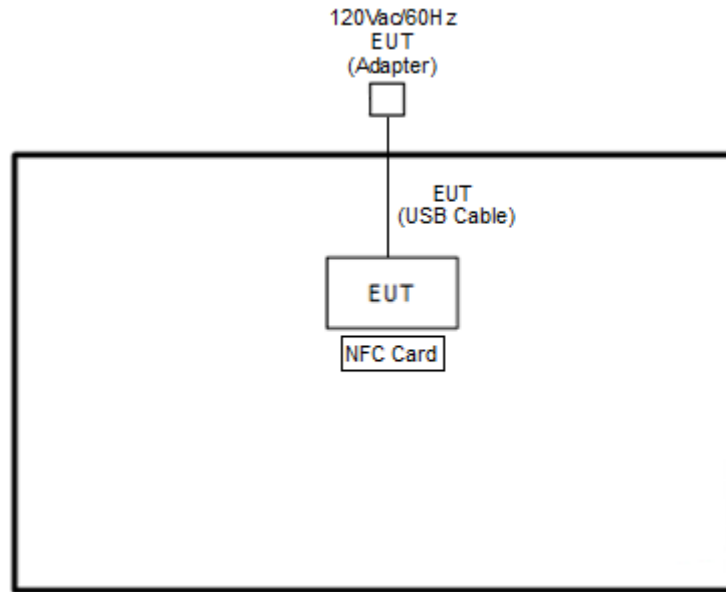 120Vac/60Hz
EUT
(Adapter)
EUT
(USB Cable)
EUT
NFC Card